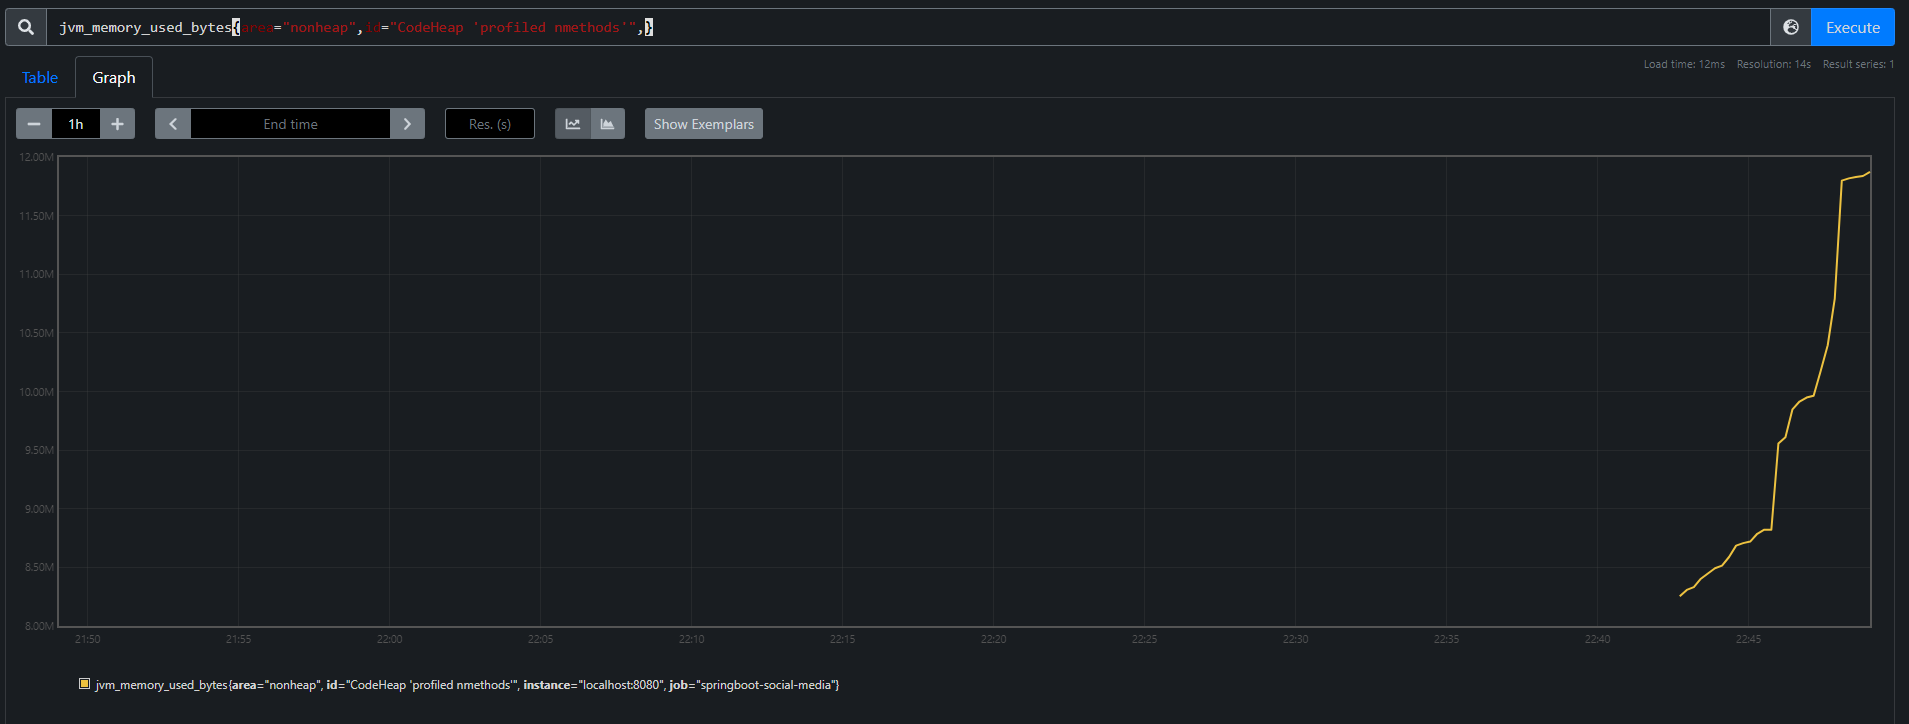 jvm_memory_used_bytes{area="nonheap",id="CodeHeap 'profiled nmethods'",}
Execute
Load time: 12ms Resolution: 14s Result series: 1
Table Graph
1h End time Res. (s) Show Exemplars
12.00M
11.50M
11.00M
10.50M
10.00M
9.50M
9.00M
8.50M
8.00M
21:50 21:55 22:00 22:05 22:10 22:15 22:20 22:25 22:30 22:35 22:40 22:45
jvm_memory_used_bytes{area="nonheap", id="CodeHeap 'profiled nmethods'", instance="localhost:8080", job="springboot-social-media"}